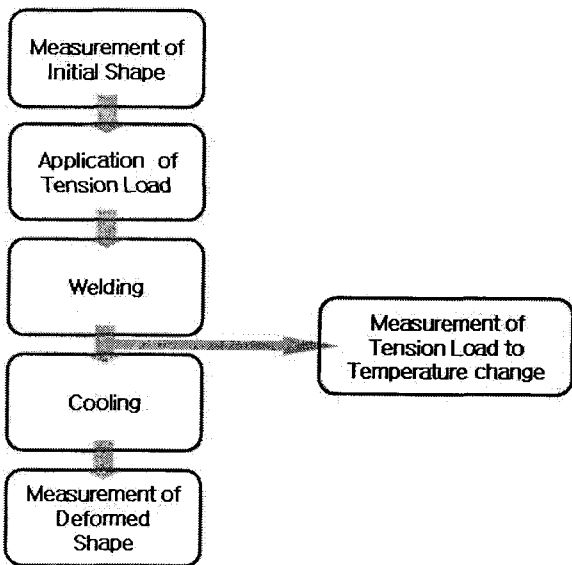 Measurement of
Initial Shape
Application of
Tension Load
Welding
Measurement of
Tension Load to
Temperature change
Cooling
Measurement of
Deformed
Shape